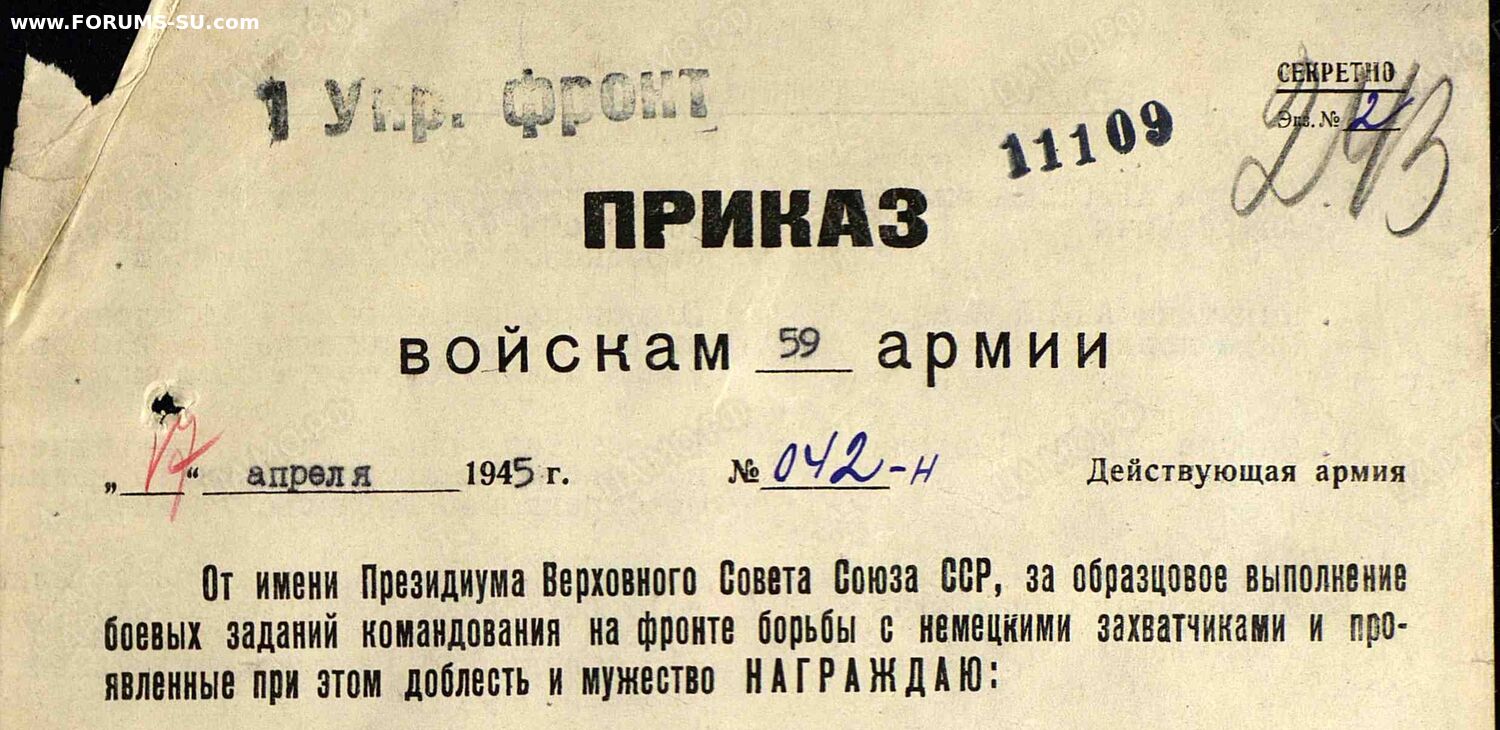 www.FORUMS-SU.com
1 Укр. фронт
СЕКРЕТНО
Экз. № 2
243
11109
ПРИКАЗ
войскам 59 армии
„ “ апреля 1945 г. № 042-н Действующая армия
От имени Президиума Верховного Совета Союза ССР, за образцовое выполнение
боевых заданий командования на фронте борьбы с немецкими захватчиками и про-
явленные при этом доблесть и мужество НАГРАЖДАЮ: